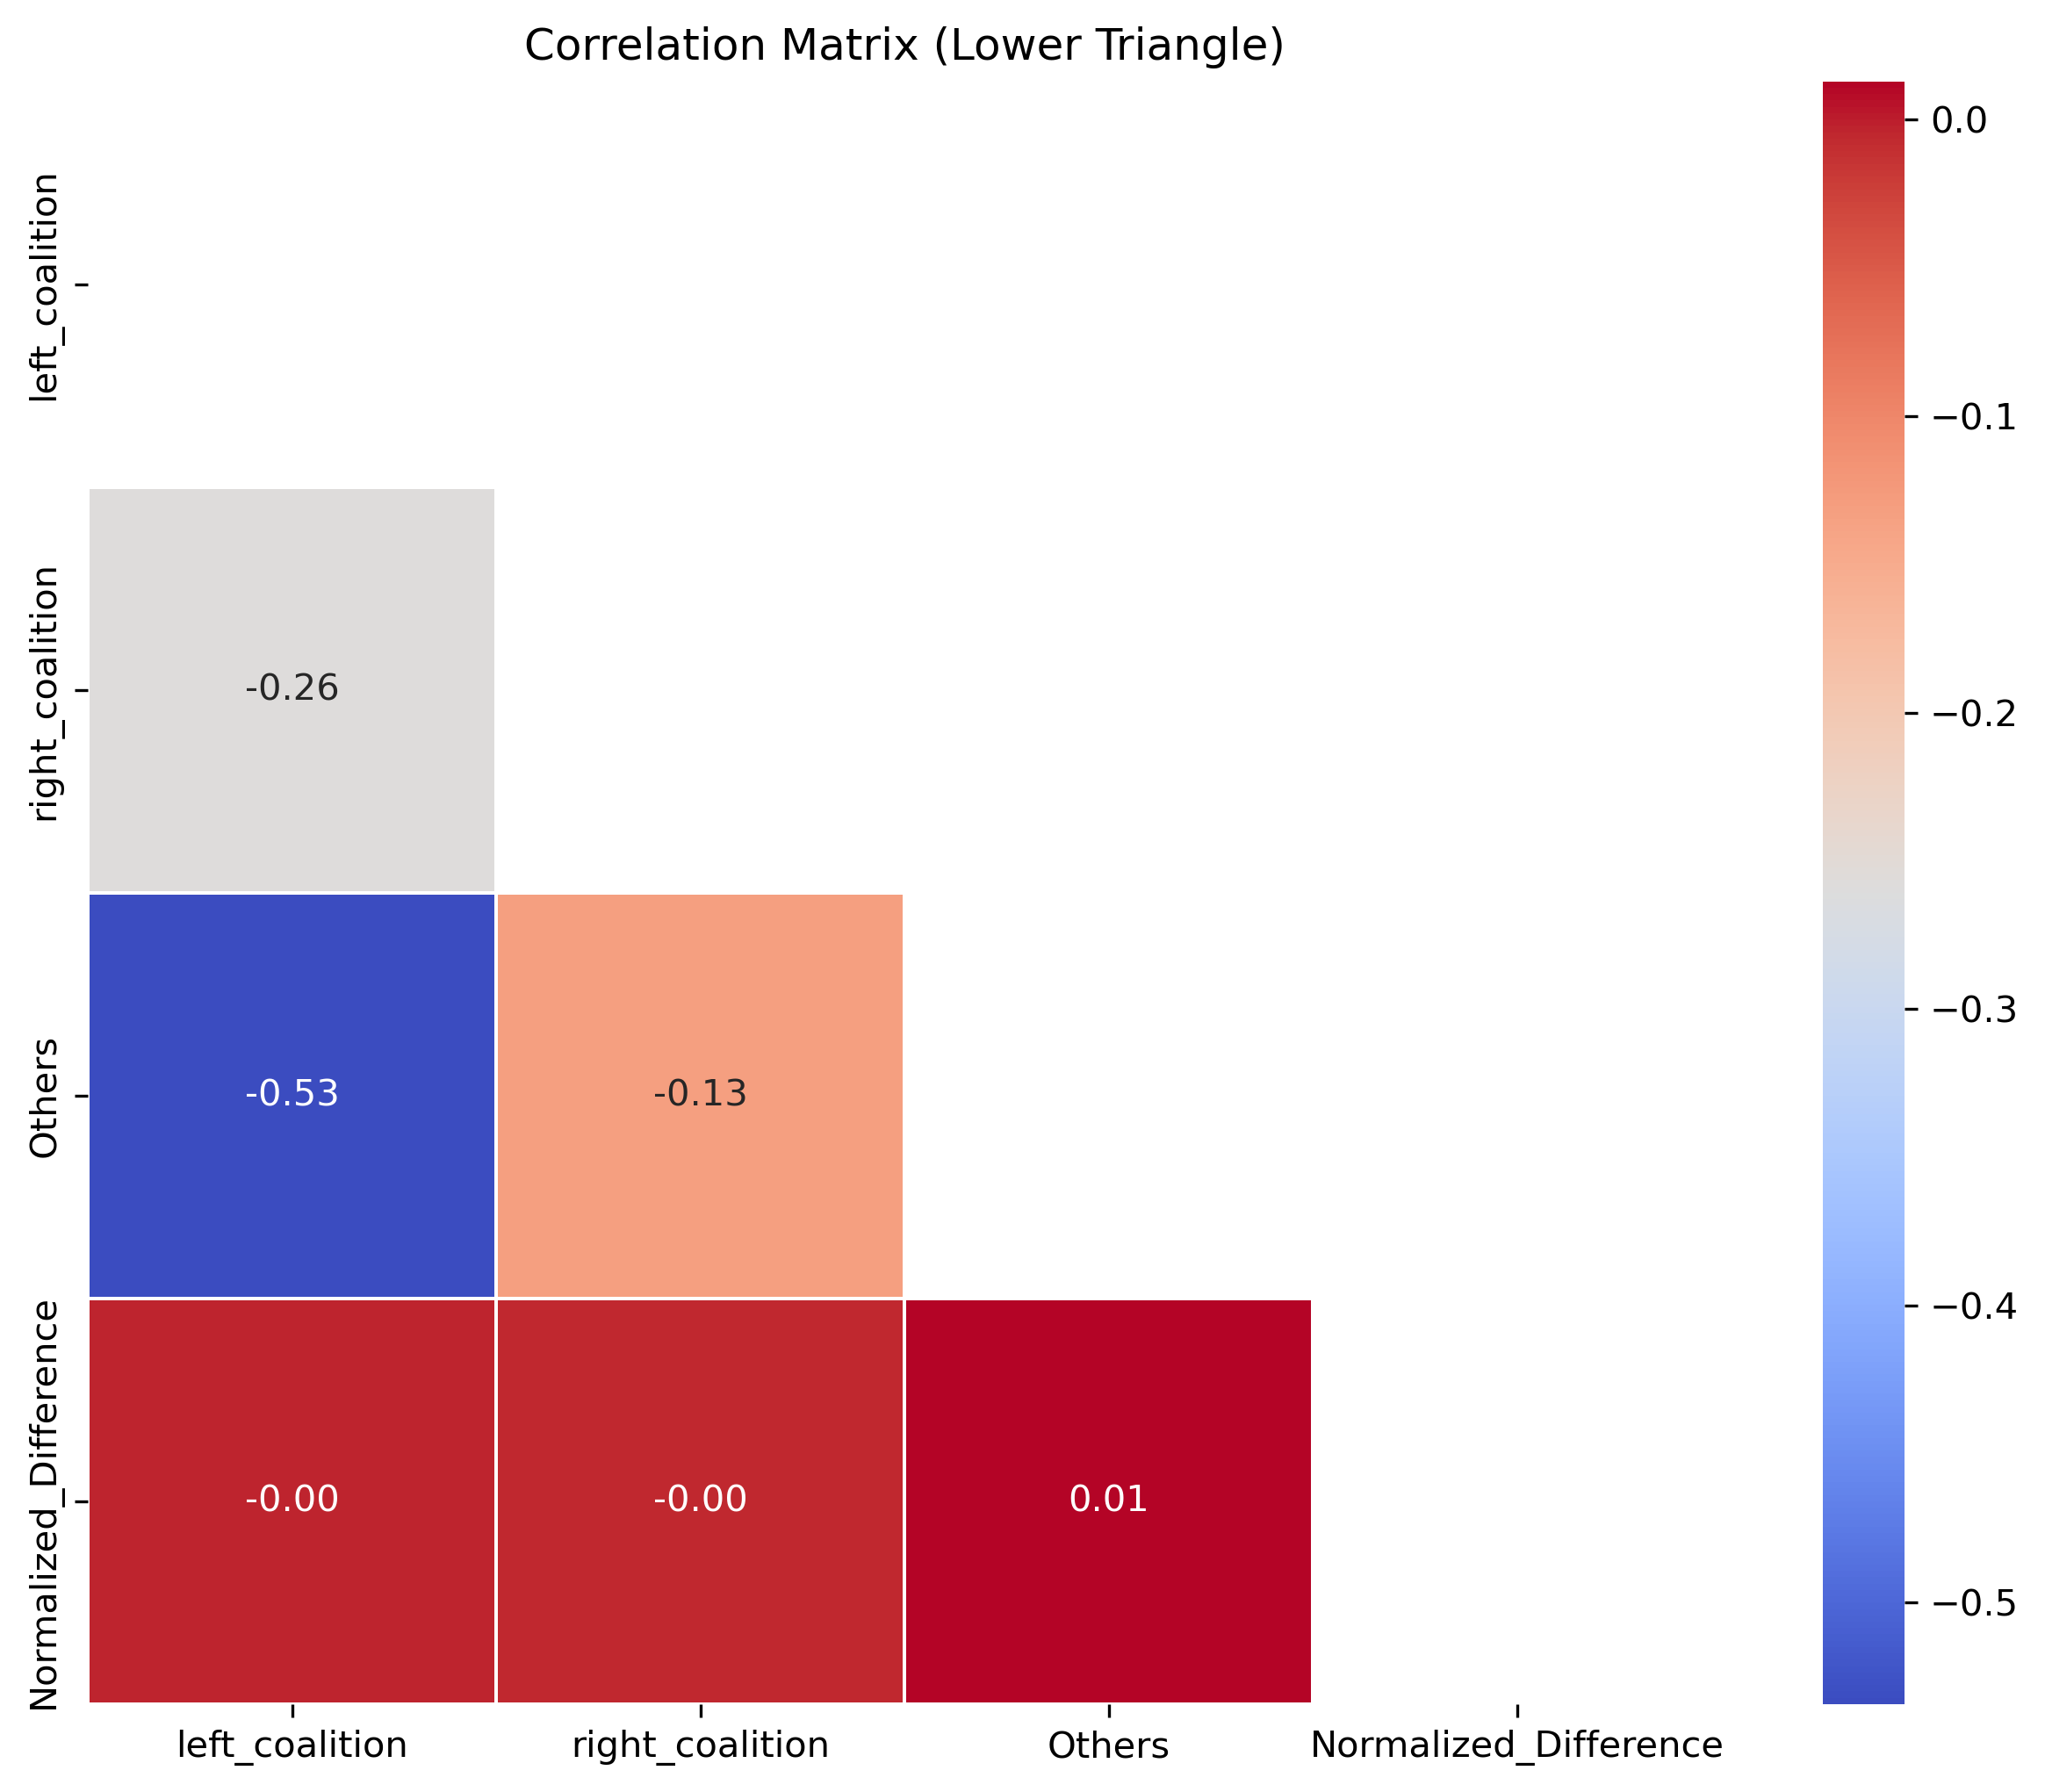 Correlation Matrix (Lower Triangle)
left_coalition
right_coalition
Others
Normalized_Difference
-0.26
-0.53 -0.13
-0.00 -0.00 0.01
left_coalition right_coalition Others Normalized_Difference
0.0
−0.1
−0.2
−0.3
−0.4
−0.5